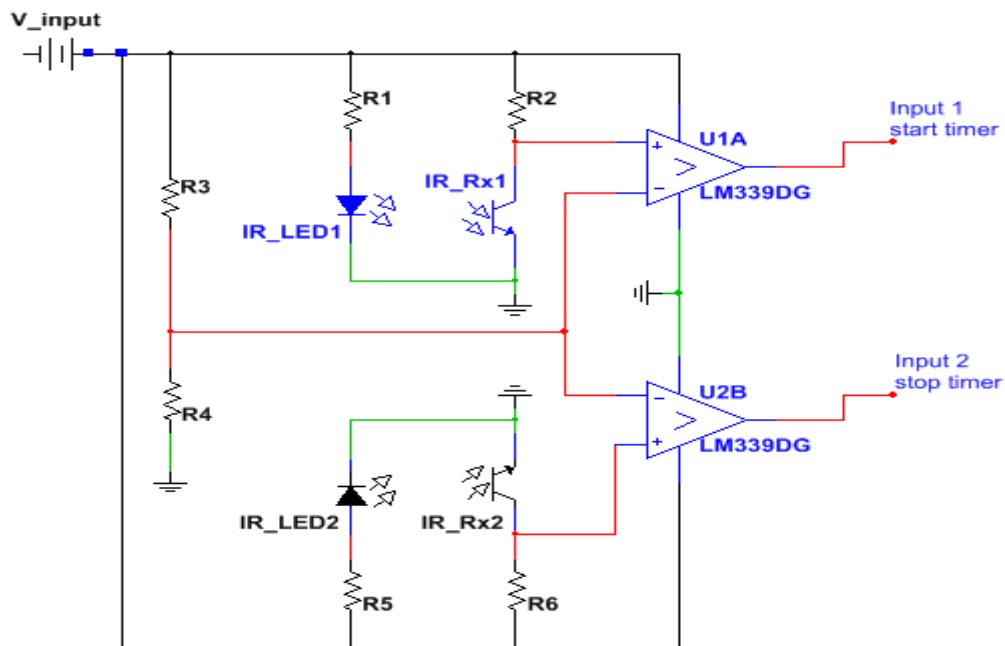 V_input
R1
R2
Input 1
start timer
U1A
IR_Rx1
R3
LM339DG
IR_LED1
Input 2
stop timer
U2B
R4
LM339DG
IR_LED2
IR_Rx2
R5
R6